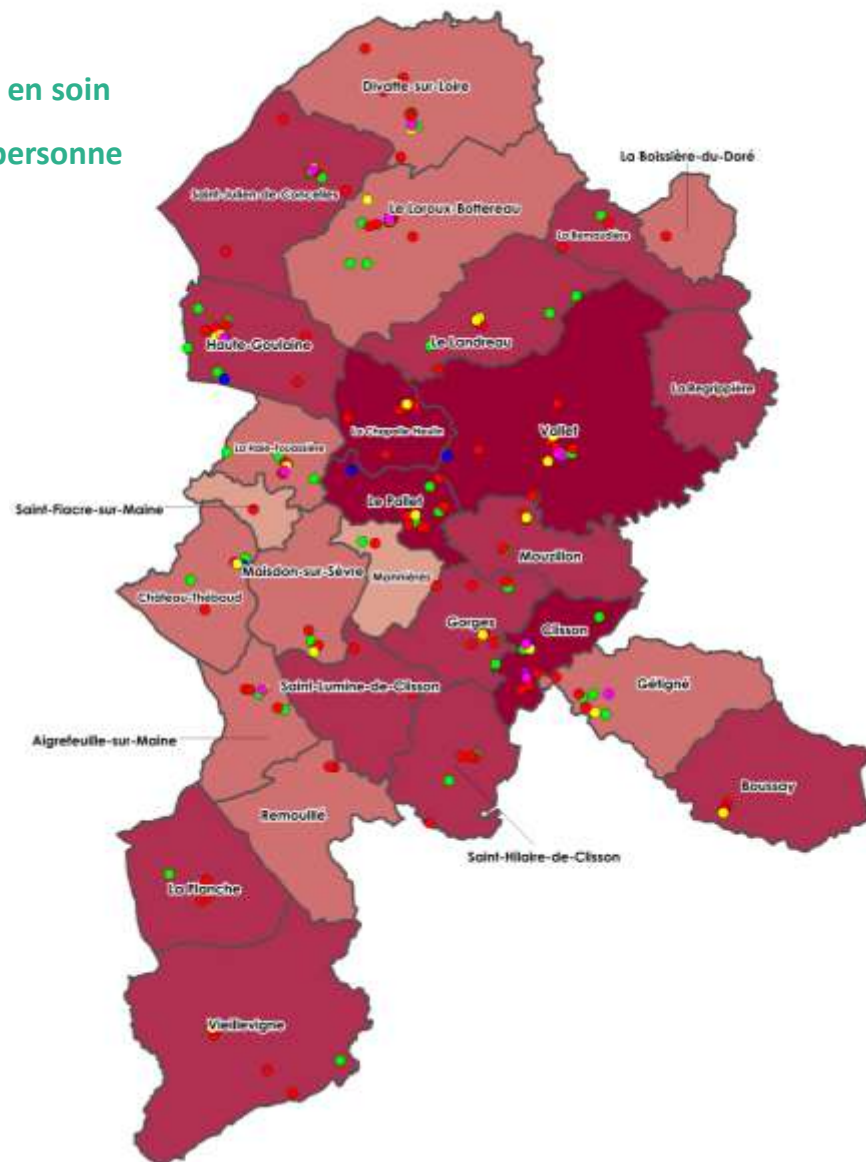 en soin
personne
Divatte-sur-Loire
La Boissière-du-Doré
Saint-Julien-de-Concelles
Le Loroux-Bottereau
La Remaudière
Haute-Goulaine
Le Landreau
La Regrippière
La Chapelle-Heulin
Vallet
La Haie-Fouassière
Le Pallet
Saint-Fiacre-sur-Maine
Mouzillon
Maisdon-sur-Sèvre
Monnières
Château-Thébaud
Gorges
Clisson
Saint-Lumine-de-Clisson
Gétigné
Aigrefeuille-sur-Maine
Boussay
Remouillé
Saint-Hilaire-de-Clisson
La Planche
Vieillevigne